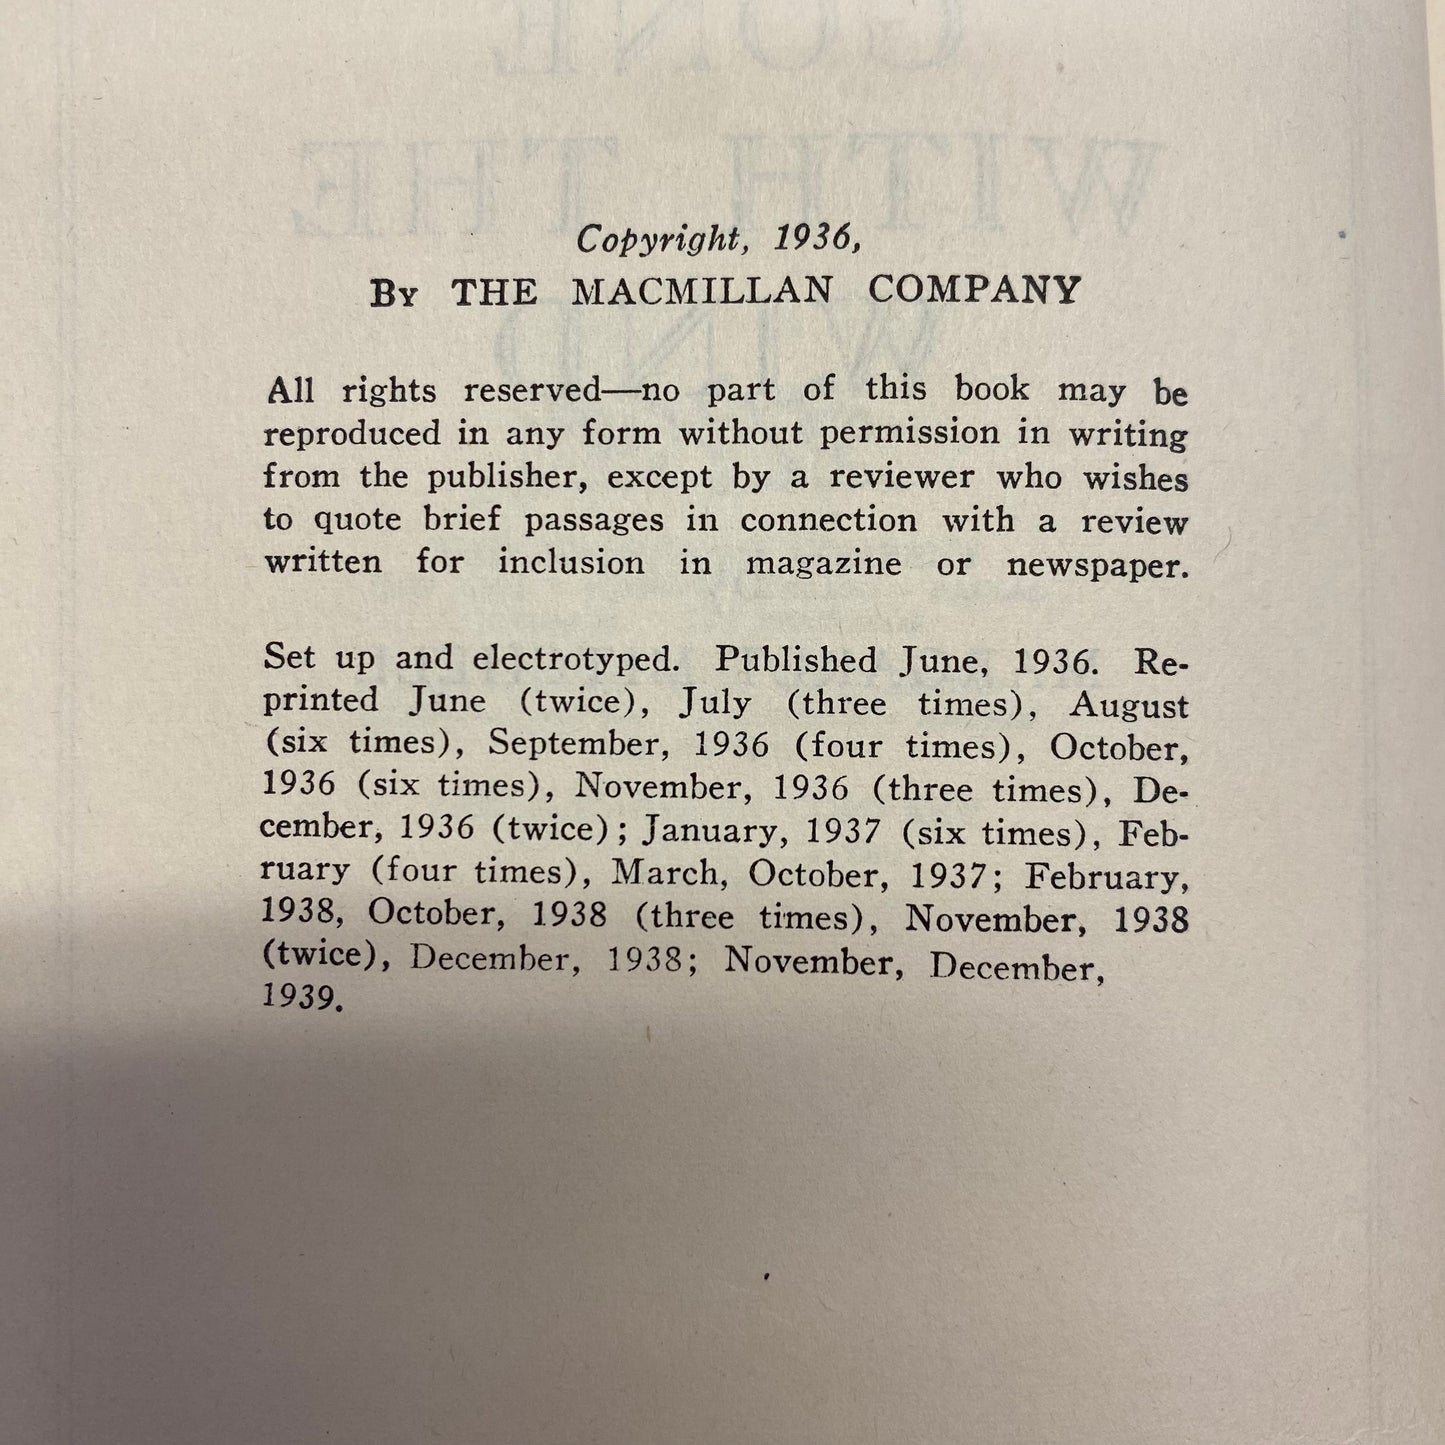 GONE
WITH THE
WIND
Copyright, 1936,
By THE MACMILLAN COMPANY
All rights reserved—no part of this book may be
reproduced in any form without permission in writing
from the publisher, except by a reviewer who wishes
to quote brief passages in connection with a review
written for inclusion in magazine or newspaper.
Set up and electrotyped. Published June, 1936. Re-
printed June (twice), July (three times), August
(six times), September, 1936 (four times), October,
1936 (six times), November, 1936 (three times), De-
cember, 1936 (twice); January, 1937 (six times), Feb-
ruary (four times), March, October, 1937; February,
1938, October, 1938 (three times), November, 1938
(twice), December, 1938; November, December,
1939.